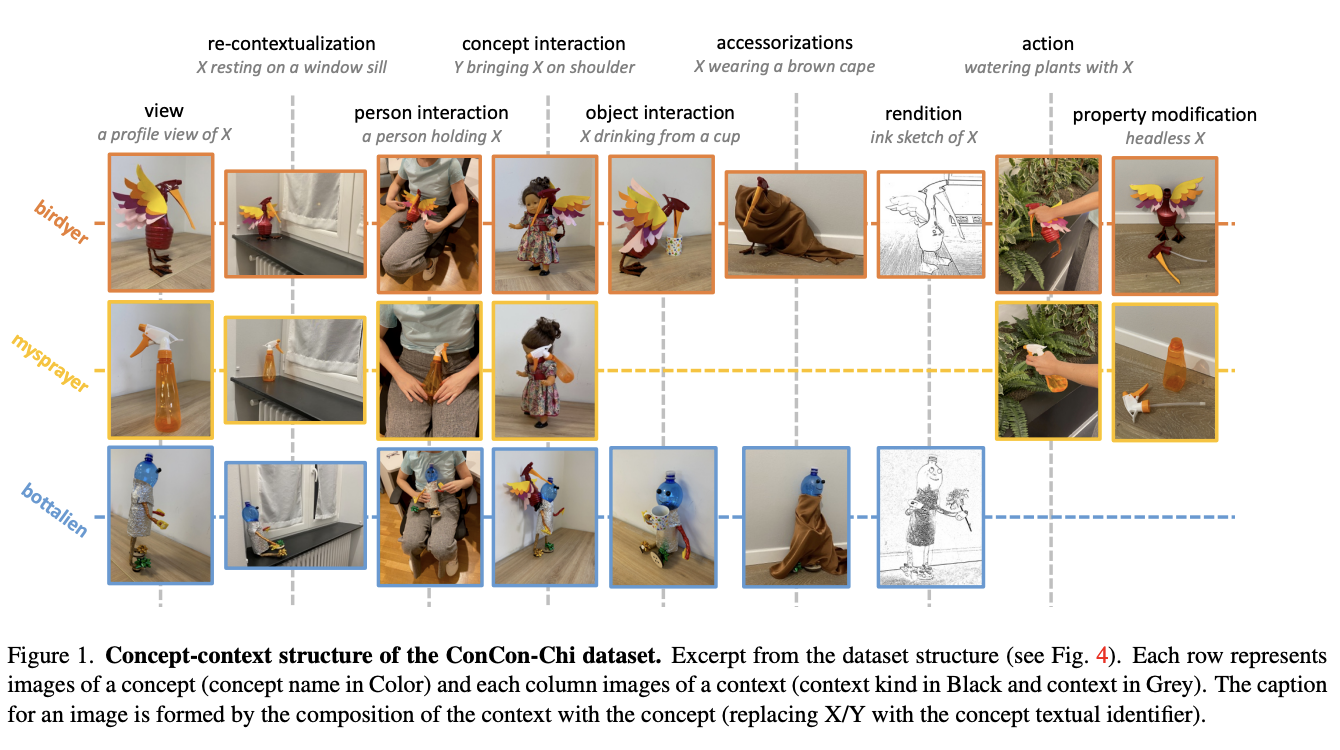 re-contextualization
X resting on a window sill
concept interaction
Y bringing X on shoulder
accessorizations
X wearing a brown cape
action
watering plants with X
view
a profile view of X
person interaction
a person holding X
object interaction
X drinking from a cup
rendition
ink sketch of X
property modification
headless X
birdyer
mysprayer
bottalien
Figure 1. Concept-context structure of the ConCon-Chi dataset. Excerpt from the dataset structure (see Fig. 4). Each row represents
images of a concept (concept name in Color) and each column images of a context (context kind in Black and context in Grey). The caption
for an image is formed by the composition of the context with the concept (replacing X/Y with the concept textual identifier).